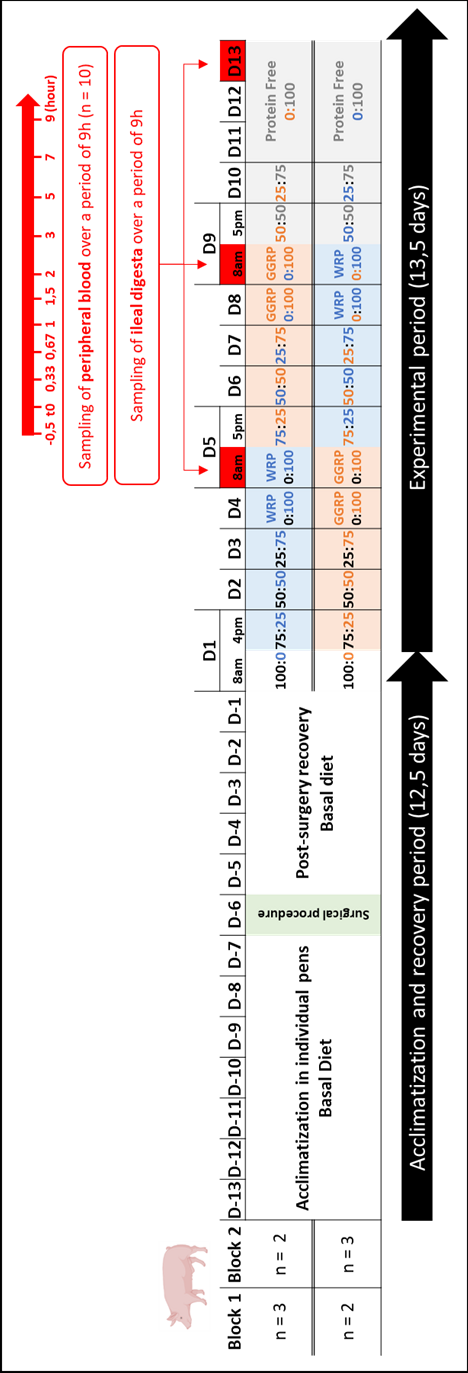 -0,5 t0 0,33 0,67 1 1,5 2 3 5 7 9 (hour)
Sampling of peripheral blood over a period of 9h (n = 10)
Sampling of ileal digesta over a period of 9h
D1 D5 D9
Block 1 Block 2 D-13 D-12 D-11 D-10 D-9 D-8 D-7 D-6 D-5 D-4 D-3 D-2 D-1 8am 4pm D2 D3 D4 8am 5pm D6 D7 D8 8am 5pm D10 D11 D12 D13
WRP WRP GGRP GGRP Protein Free
n = 3 n = 2 100:0 75:25 50:50 25:75 0:100 0:100 75:25 50:50 25:75 0:100 0:100 50:50 25:75 0:100
Acclimatization in individual pens
Basal Diet
Surgical procedure
Post-surgery recovery
Basal diet
GGRP GGRP WRP WRP Protein Free
n = 2 n = 3 100:0 75:25 50:50 25:75 0:100 0:100 75:25 50:50 25:75 0:100 0:100 50:50 25:75 0:100
Acclimatization and recovery period (12,5 days)
Experimental period (13,5 days)